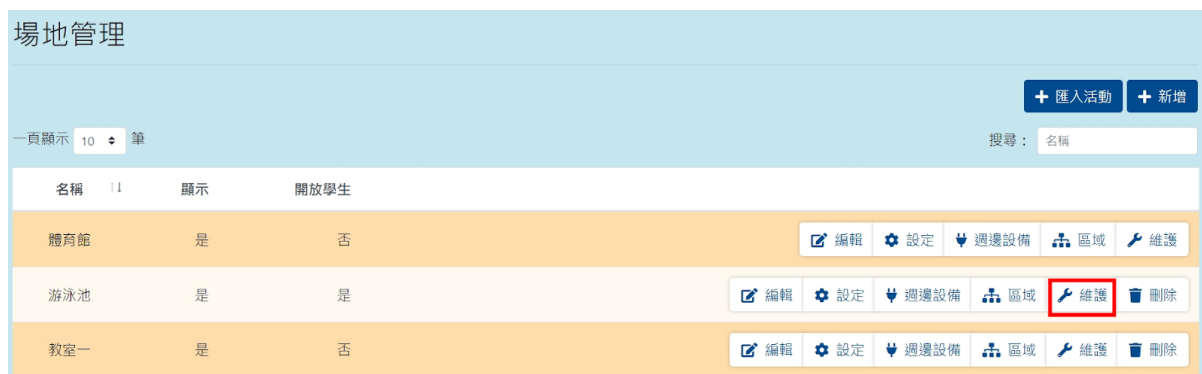 場地管理
匯入活動 新增
一頁顯示 10 筆 搜尋： 名稱
名稱 顯示 開放學生
體育館 是 否 編輯 設定 週邊設備 區域 維護
游泳池 是 是 編輯 設定 週邊設備 區域 維護 刪除
教室一 是 否 編輯 設定 週邊設備 區域 維護 刪除